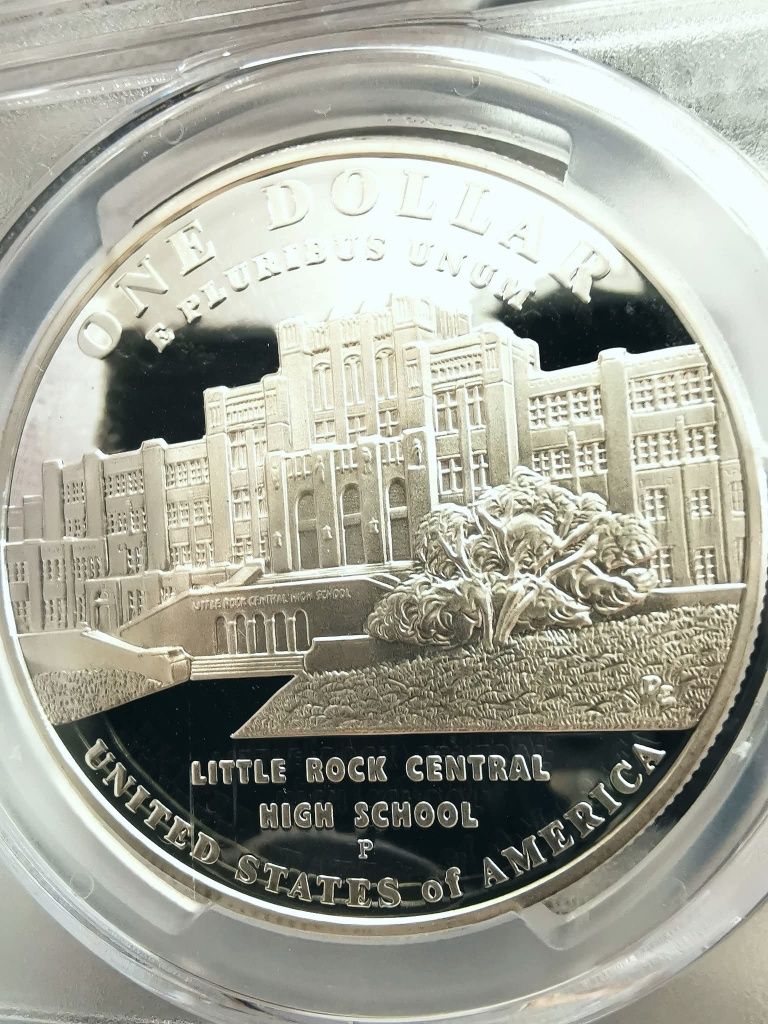 ONE DOLLAR
E PLURIBUS UNUM
LITTLE ROCK CENTRAL HIGH SCHOOL
LITTLE ROCK CENTRAL
HIGH SCHOOL
P
UNITED STATES of AMERICA